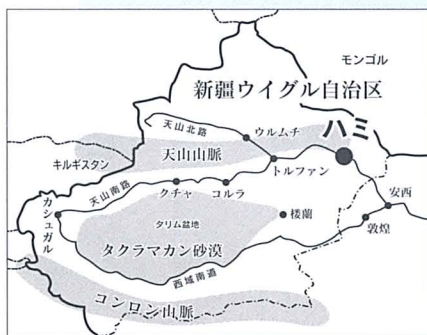 モンゴル
新疆ウイグル自治区
ハミ
天山北路
ウルムチ
キルギスタン
天山山脈
トルファン
天山南路
クチャ
コルラ
安西
カシュガル
タリム盆地
楼蘭
敦煌
タクラマカン砂漠
西域南道
コンロン山脈